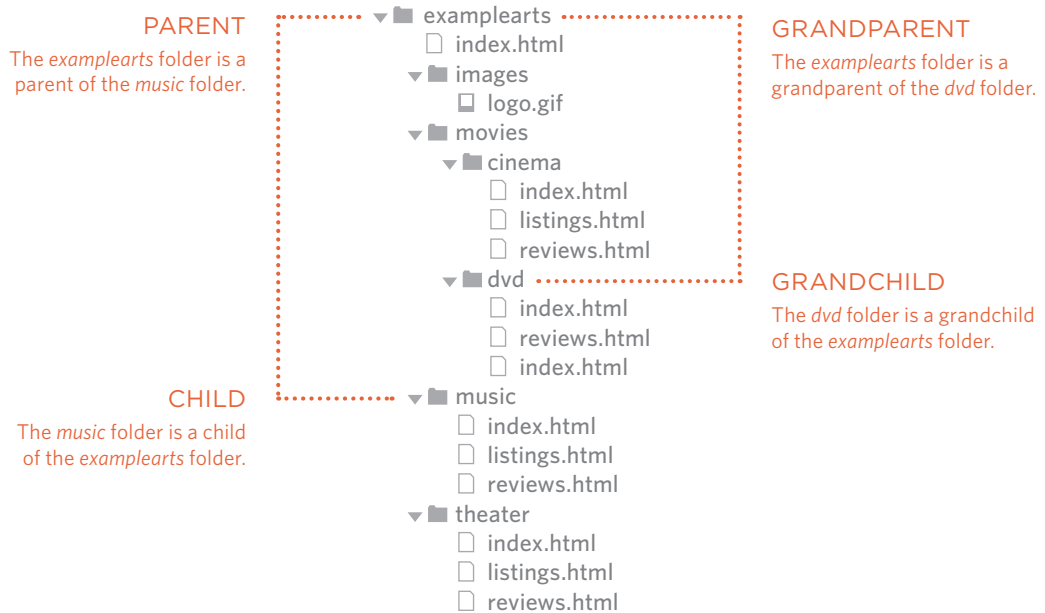 PARENT
The examplearts folder is a
parent of the music folder.
examplearts
index.html
images
logo.gif
movies
cinema
index.html
listings.html
reviews.html
dvd
index.html
reviews.html
index.html
music
index.html
listings.html
reviews.html
theater
index.html
listings.html
reviews.html
GRANDPARENT
The examplearts folder is a
grandparent of the dvd folder.
GRANDCHILD
The dvd folder is a grandchild
of the examplearts folder.
CHILD
The music folder is a child
of the examplearts folder.